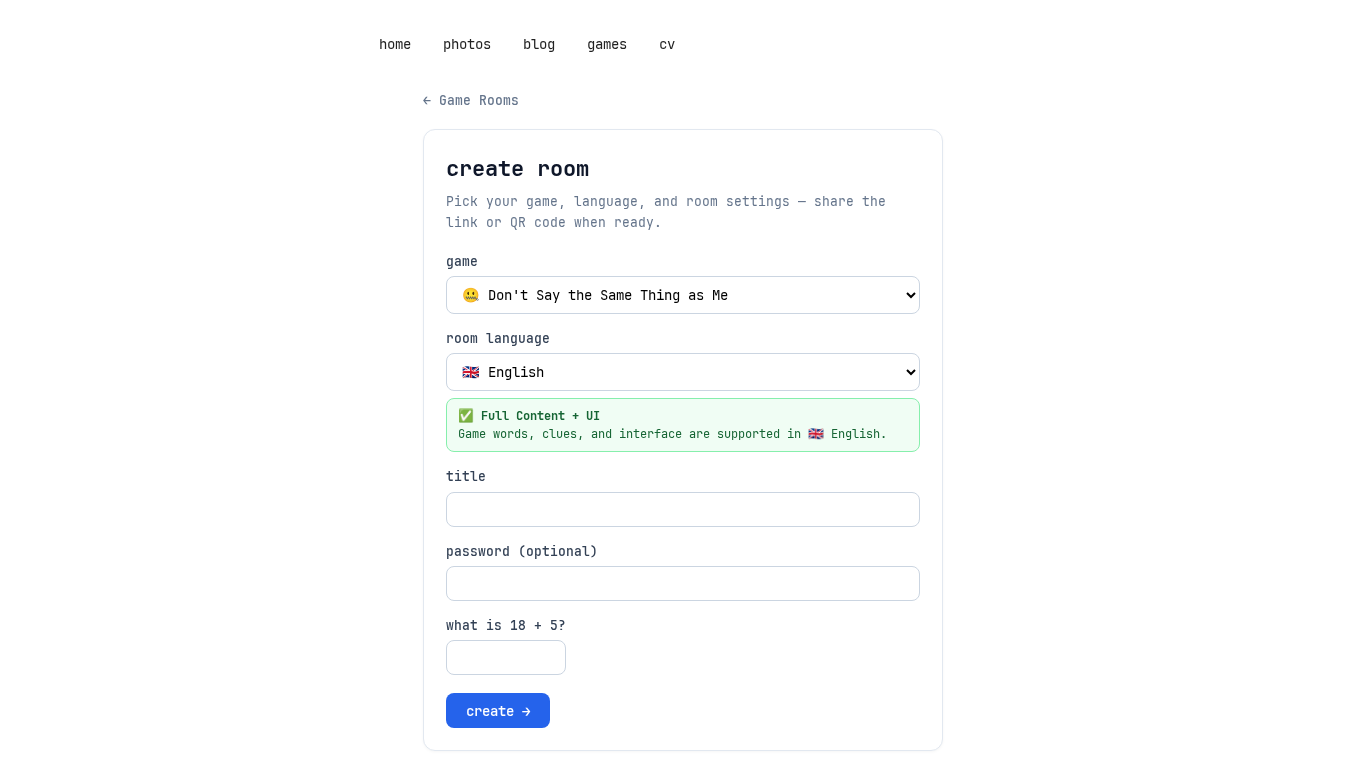 home photos blog games cv
← Game Rooms
create room
Pick your game, language, and room settings — share the
link or QR code when ready.
game
🤐 Don't Say the Same Thing as Me
room language
🇬🇧 English
✅ Full Content + UI
Game words, clues, and interface are supported in 🇬🇧 English.
title
password (optional)
what is 18 + 5?
create →